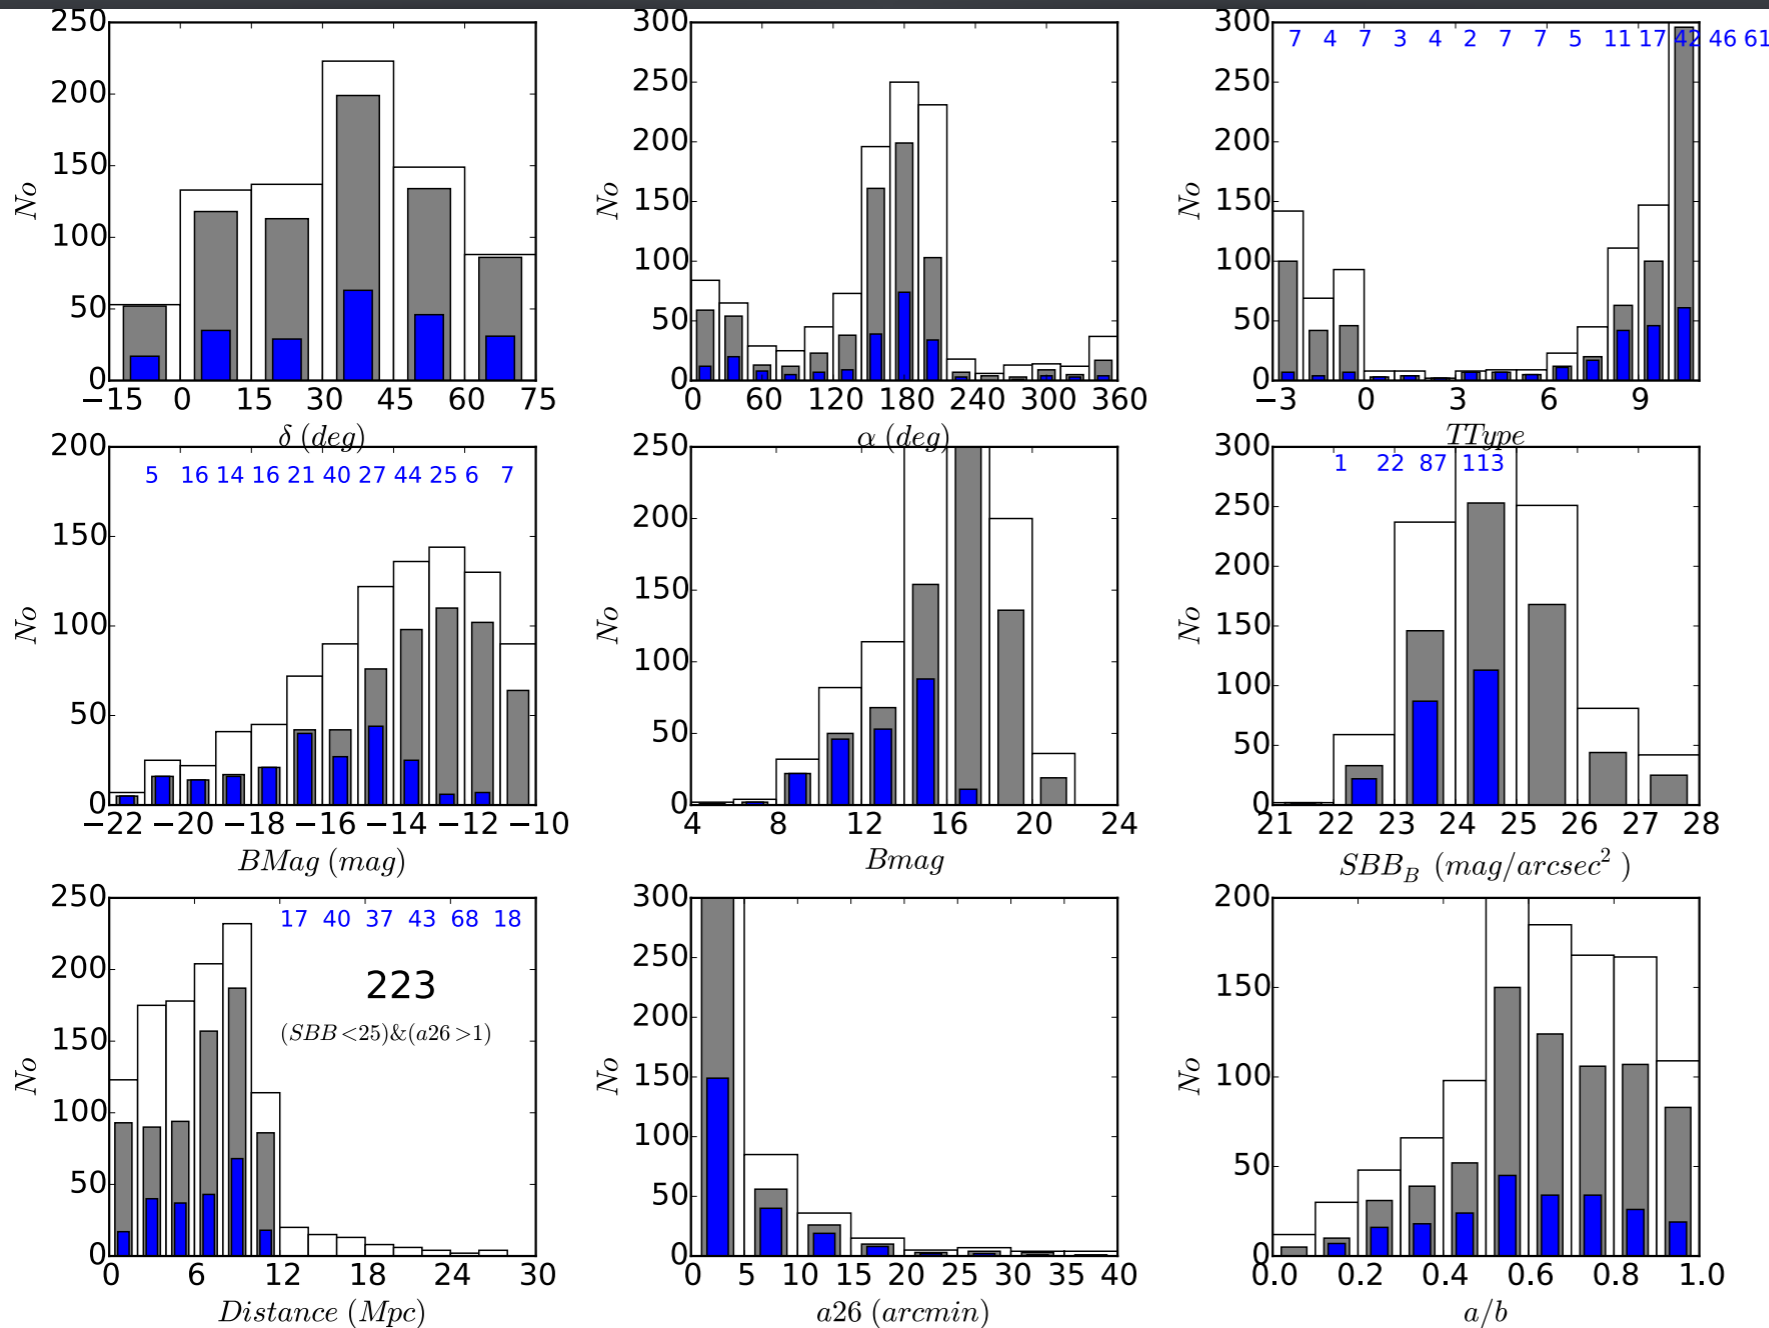 250
200
150
100
50
0
No
−15 0 15 30 45 60 75
δ (deg)
300
250
200
150
100
50
0
No
0 60 120 180 240 300 360
α (deg)
300
250
200
150
100
50
0
No
7 4 7 3 4 2 7 7 5 11 17 42 46 61
−3 0 3 6 9
TType
200
150
100
50
0
No
5 16 14 16 21 40 27 44 25 6 7
−22 −20 −18 −16 −14 −12 −10
BMag (mag)
250
200
150
100
50
0
No
4 8 12 16 20 24
Bmag
300
250
200
150
100
50
0
No
1 22 87 113
21 22 23 24 25 26 27 28
SBB_B (mag/arcsec²)
250
200
150
100
50
0
No
17 40 37 43 68 18
223
(SBB<25)&(a26>1)
0 6 12 18 24 30
Distance (Mpc)
300
250
200
150
100
50
0
No
0 5 10 15 20 25 30 35 40
a26 (arcmin)
200
150
100
50
0
No
0.0 0.2 0.4 0.6 0.8 1.0
a/b